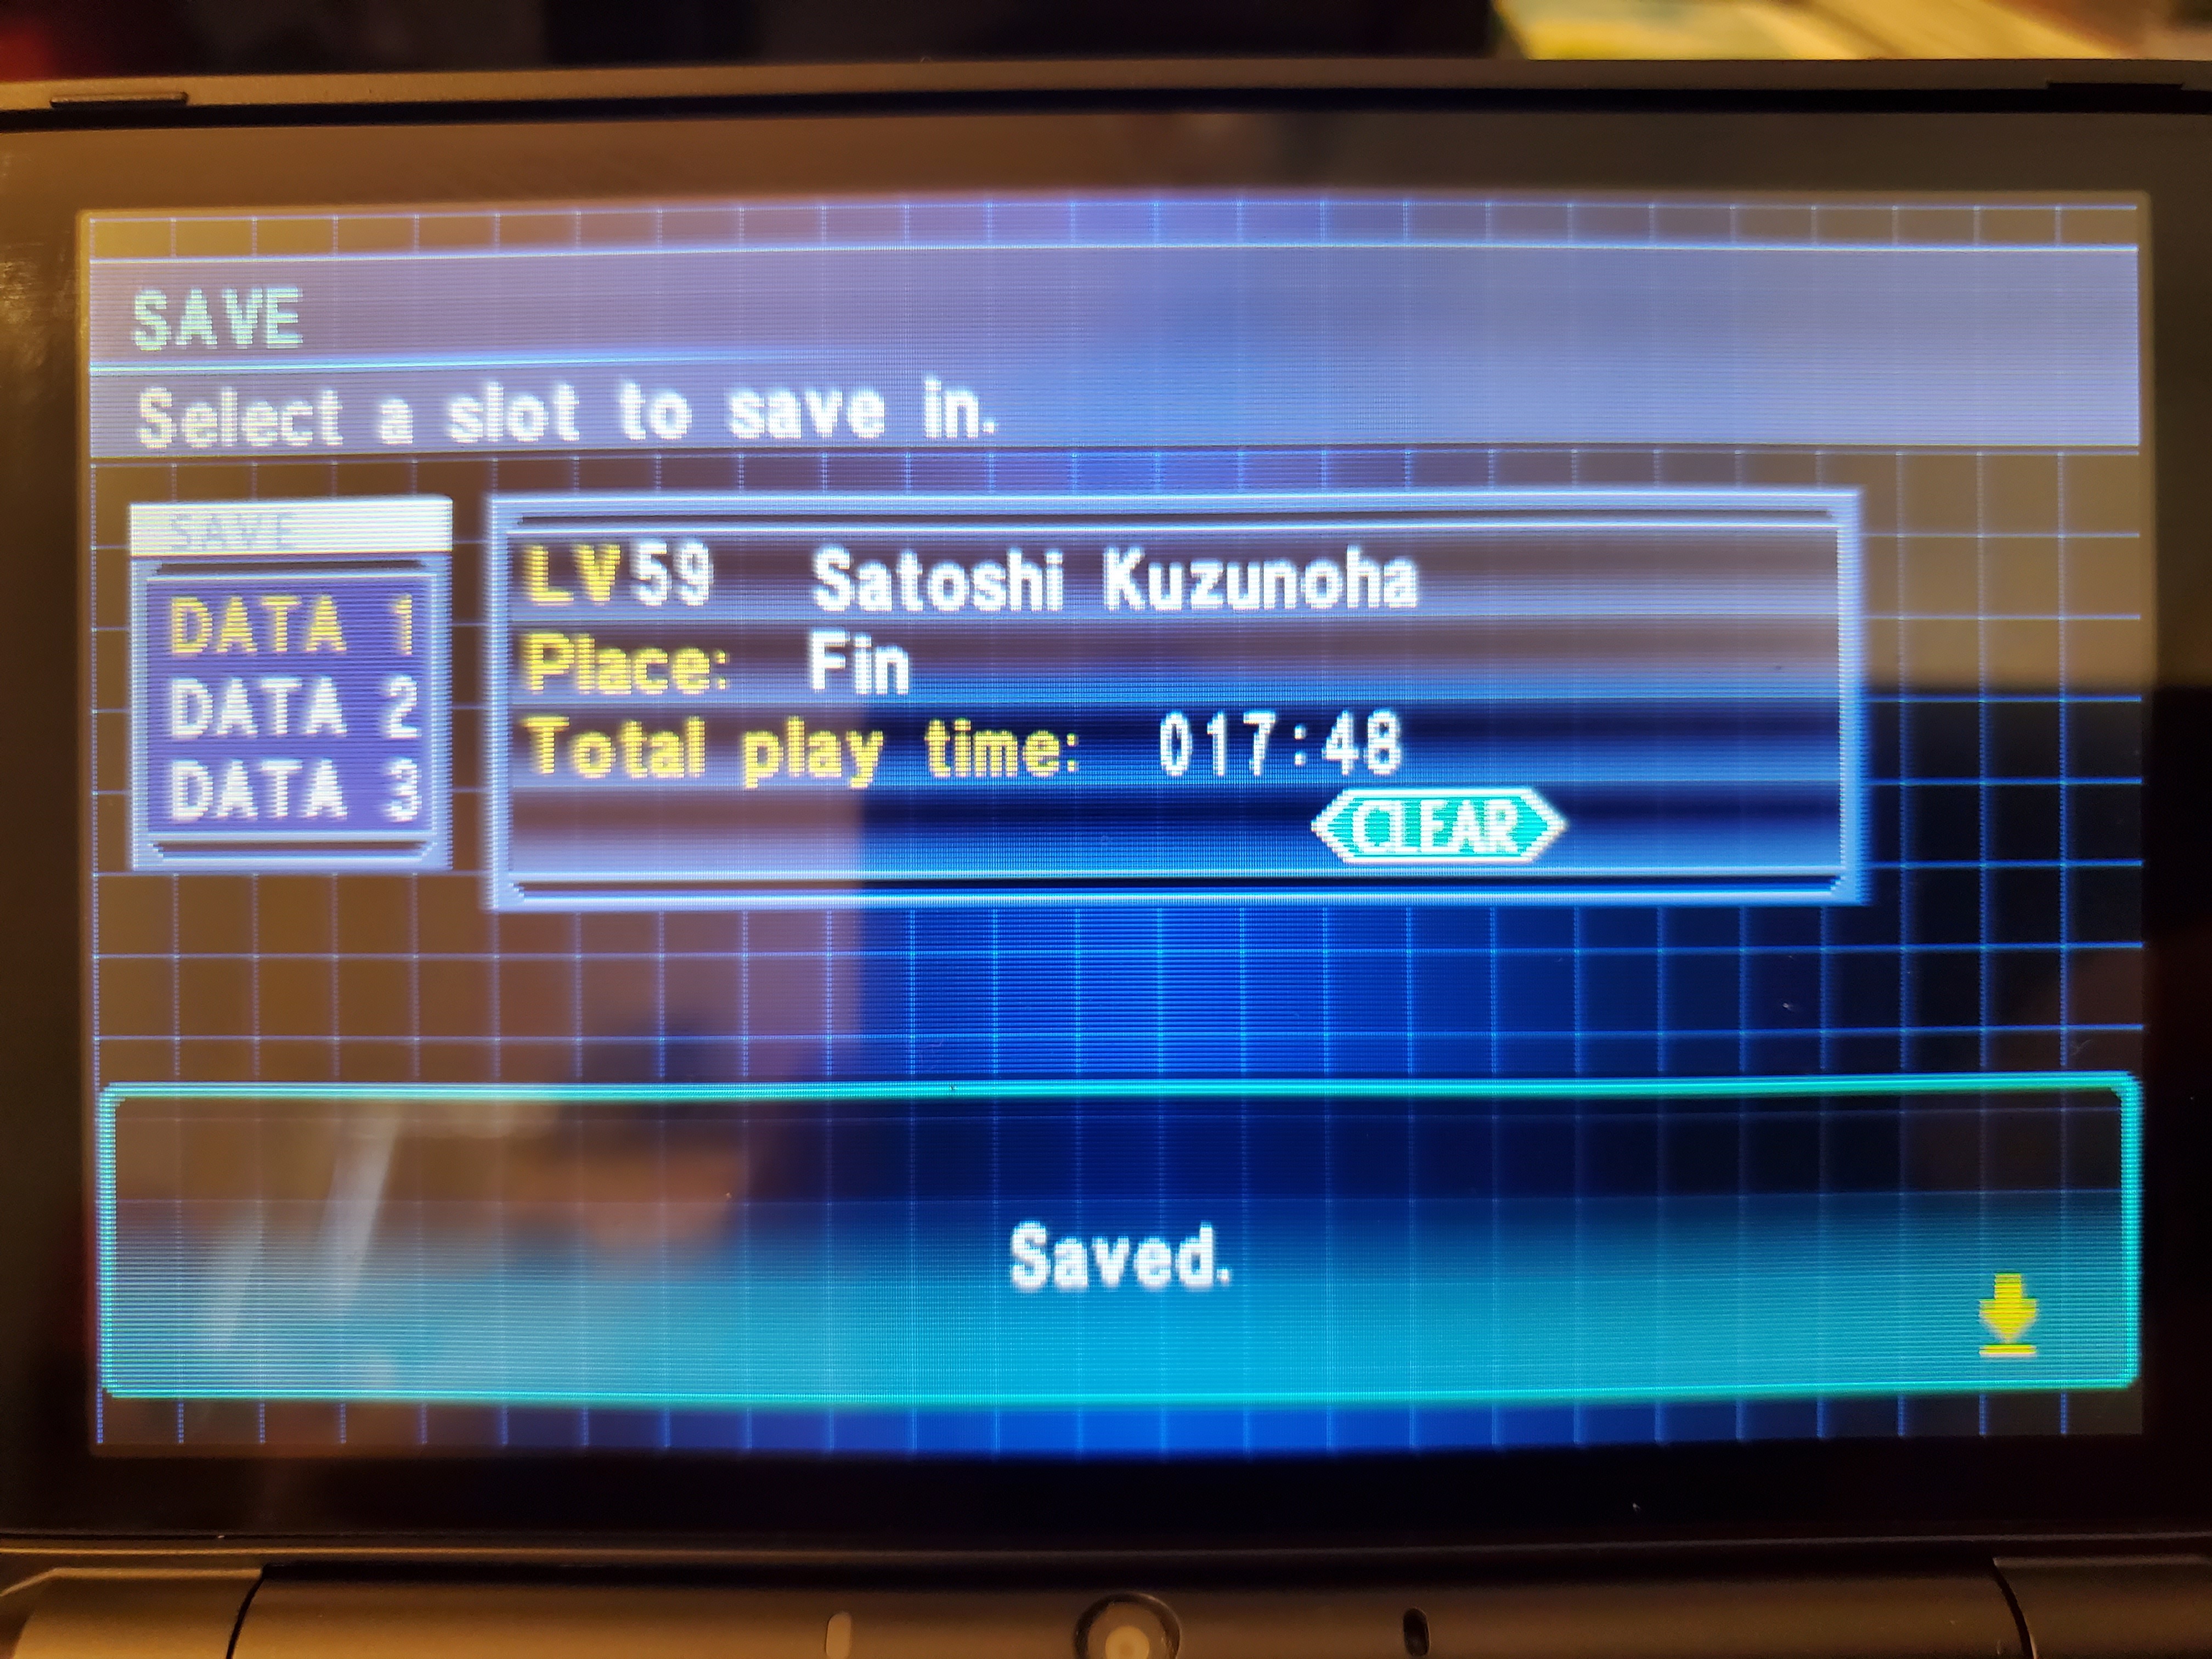 SAVE
Select a slot to save in.
SAVE
DATA 1
DATA 2
DATA 3
LV59 Satoshi Kuzunoha
Place: Fin
Total play time: 017:48
CLEAR
Saved.